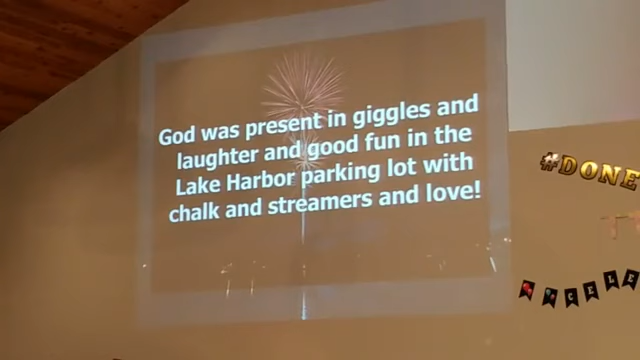 God was present in giggles and
laughter and good fun in the
Lake Harbor parking lot with
chalk and streamers and love!
#DONE
CELE